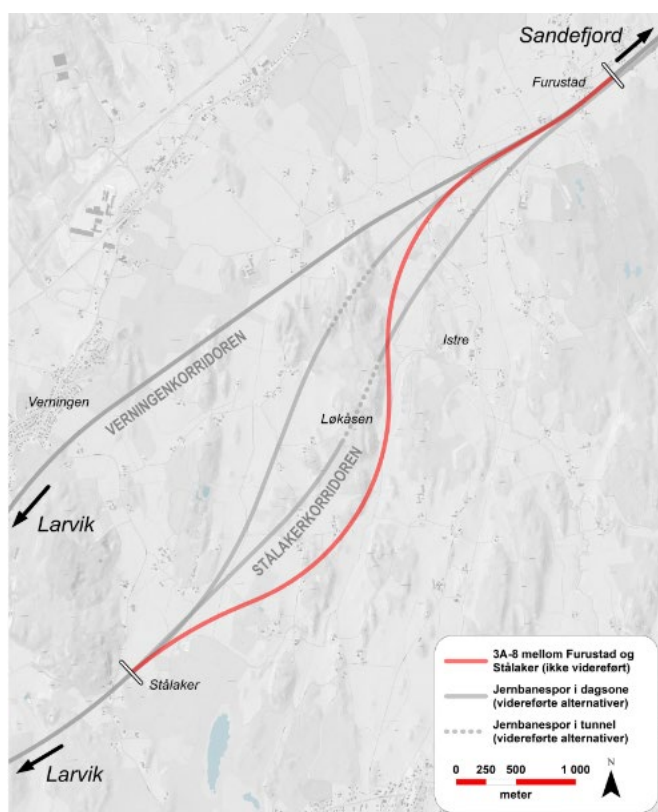 Sandefjord
Furustad
Istre
VERNINGENKORRIDOREN
Verningen
Løkåsen
STÅLAKERKORRIDOREN
Larvik
Stålaker
Larvik
3A-8 mellom Furustad og
Stålaker (ikke videreført)
Jernbanespor i dagsone
(videreførte alternativer)
Jernbanespor i tunnel
(videreførte alternativer)
N
0 250 500 1 000
meter